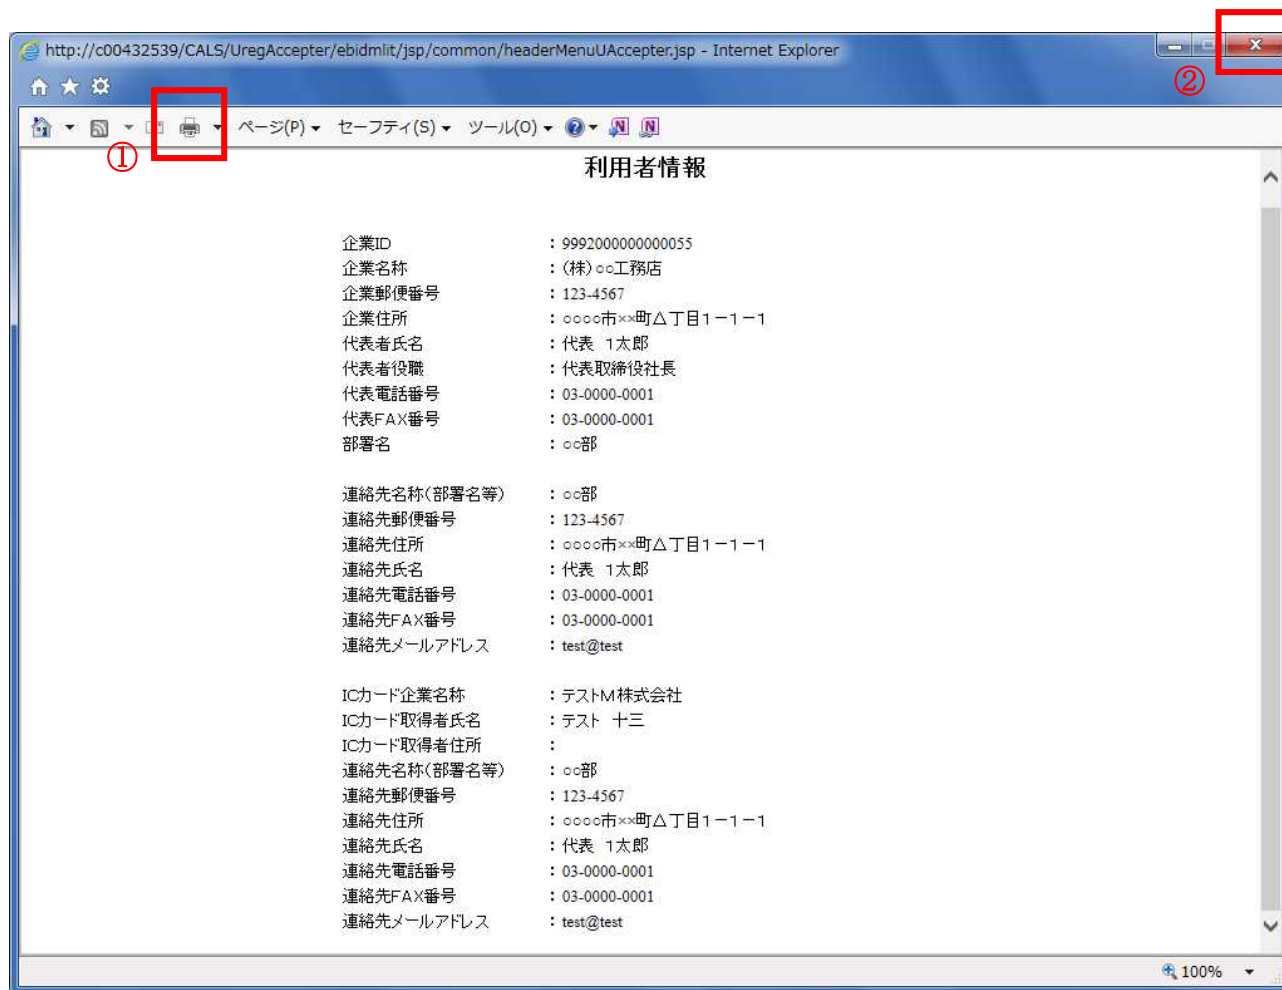 http://c00432539/CALS/UregAccepter/ebidmlit/jsp/common/headerMenuUAccepter.jsp - Internet Explorer
②
ページ(P) セーフティ(S) ツール(O)
①
利用者情報
企業ID : 9992000000000055
企業名称 : (株)○○工務店
企業郵便番号 : 123-4567
企業住所 : ○○○○市××町△丁目1-1-1
代表者氏名 : 代表 1太郎
代表者役職 : 代表取締役社長
代表電話番号 : 03-0000-0001
代表FAX番号 : 03-0000-0001
部署名 : ○○部
連絡先名称(部署名等) : ○○部
連絡先郵便番号 : 123-4567
連絡先住所 : ○○○○市××町△丁目1-1-1
連絡先氏名 : 代表 1太郎
連絡先電話番号 : 03-0000-0001
連絡先FAX番号 : 03-0000-0001
連絡先メールアドレス : test@test
ICカード企業名称 : テストM株式会社
ICカード取得者氏名 : テスト 十三
ICカード取得者住所 :
連絡先名称(部署名等) : ○○部
連絡先郵便番号 : 123-4567
連絡先住所 : ○○○○市××町△丁目1-1-1
連絡先氏名 : 代表 1太郎
連絡先電話番号 : 03-0000-0001
連絡先FAX番号 : 03-0000-0001
連絡先メールアドレス : test@test
100%